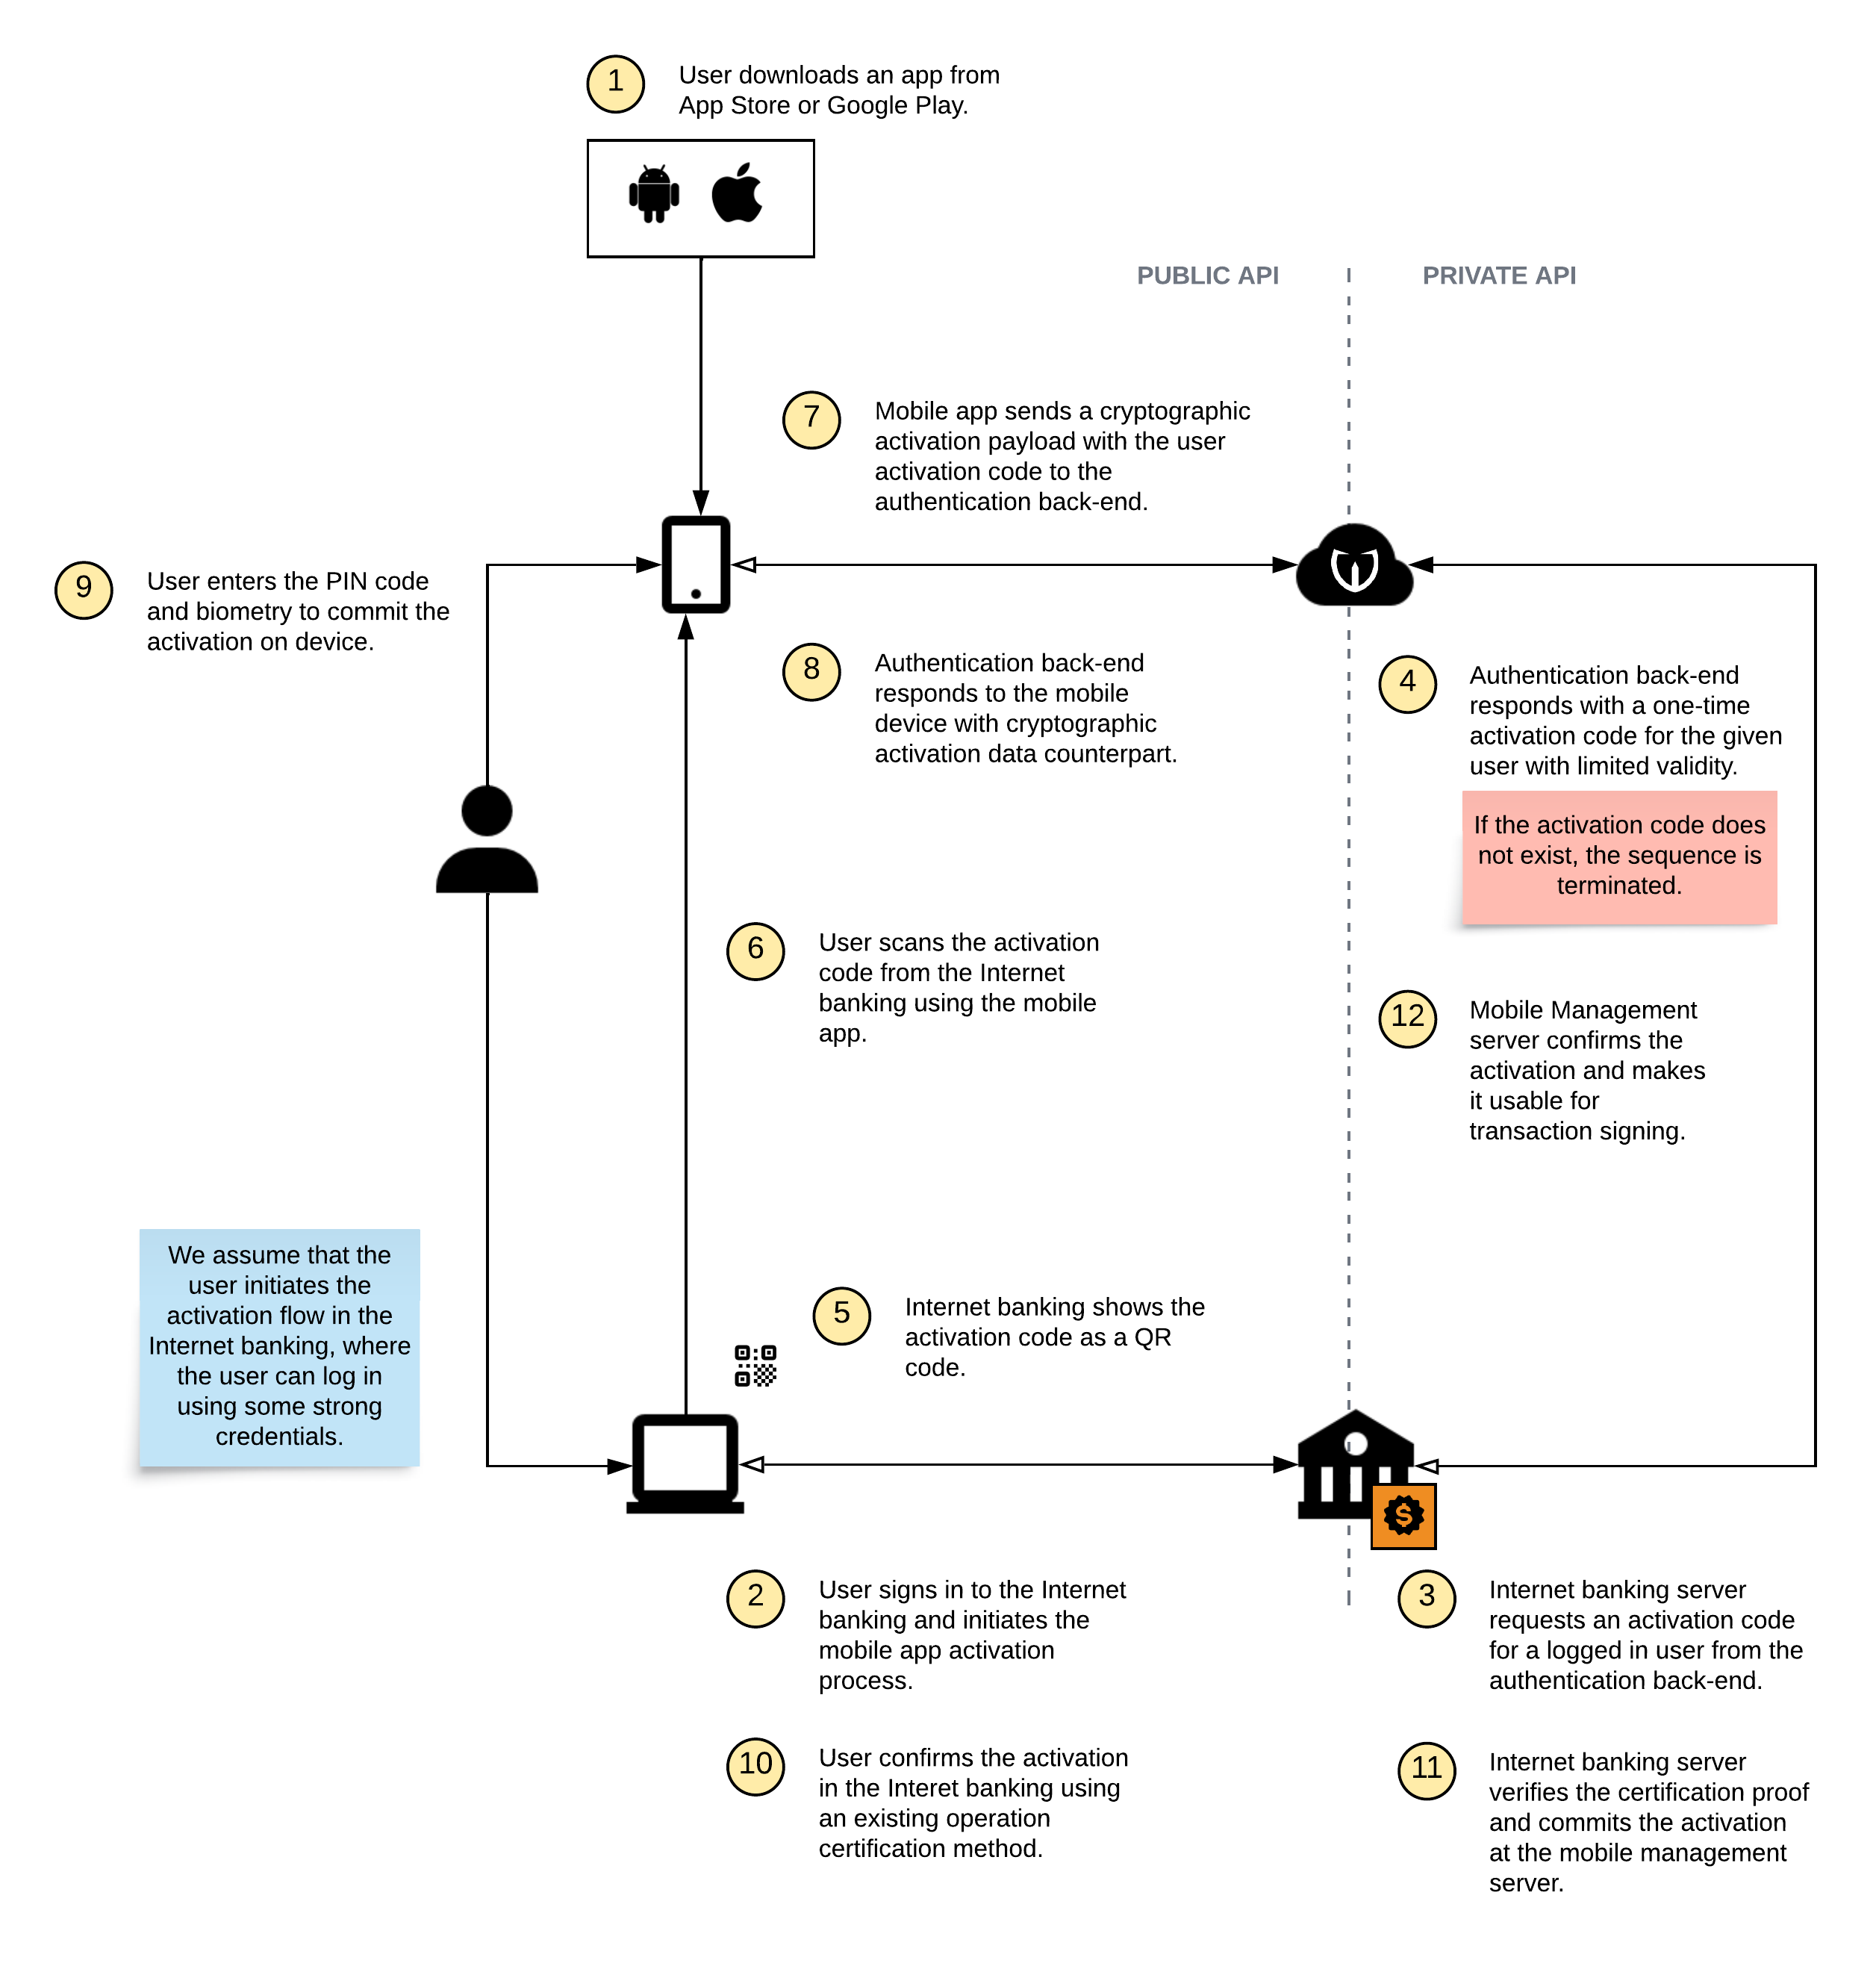 1
User downloads an app from
App Store or Google Play.
PUBLIC API
PRIVATE API
7
Mobile app sends a cryptographic
activation payload with the user
activation code to the
authentication back-end.
9
User enters the PIN code
and biometry to commit the
activation on device.
8
Authentication back-end
responds to the mobile
device with cryptographic
activation data counterpart.
4
Authentication back-end
responds with a one-time
activation code for the given
user with limited validity.
If the activation code does
not exist, the sequence is
terminated.
6
User scans the activation
code from the Internet
banking using the mobile
app.
12
Mobile Management
server confirms the
activation and makes
it usable for
transaction signing.
We assume that the
user initiates the
activation flow in the
Internet banking, where
the user can log in
using some strong
credentials.
5
Internet banking shows the
activation code as a QR
code.
$
2
User signs in to the Internet
banking and initiates the
mobile app activation
process.
3
Internet banking server
requests an activation code
for a logged in user from the
authentication back-end.
10
User confirms the activation
in the Interet banking using
an existing operation
certification method.
11
Internet banking server
verifies the certification proof
and commits the activation
at the mobile management
server.